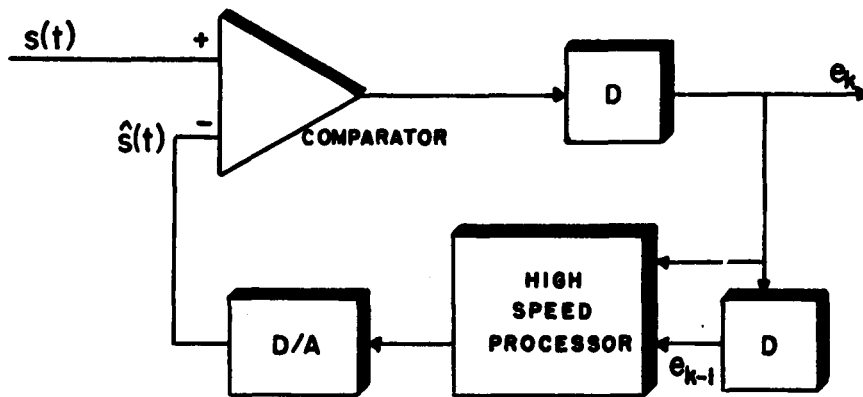 s(t)
+
D
e_k
ŝ(t)
−
COMPARATOR
HIGH
SPEED
PROCESSOR
D/A
D
e_{k-1}